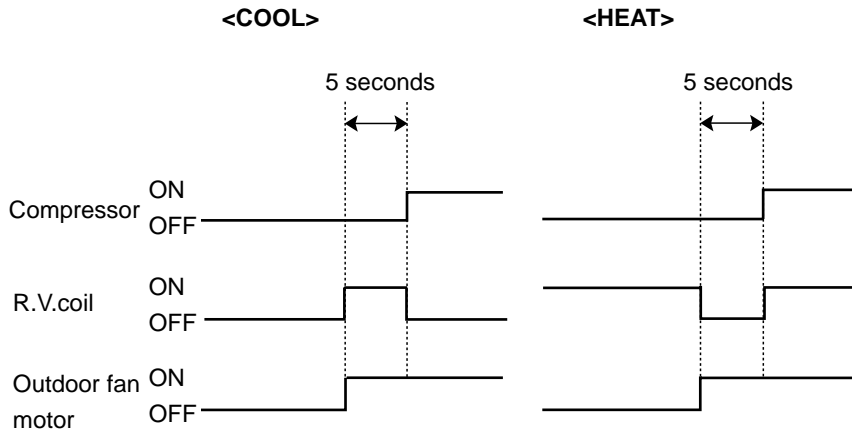 <COOL> <HEAT>
5 seconds 5 seconds
Compressor
ON
OFF
R.V.coil
ON
OFF
Outdoor fan
motor
ON
OFF